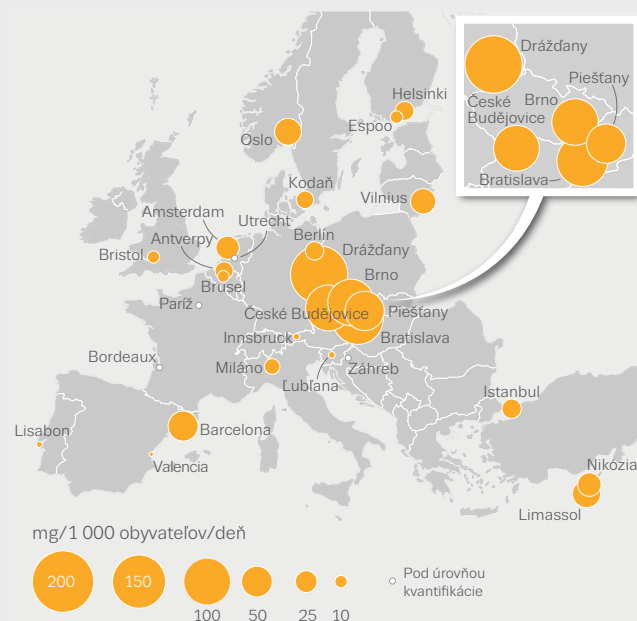 Drážďany
Piešťany
České
Budějovice
Brno
Bratislava
Helsinki
Espoo
Oslo
Kodaň
Vilnius
Amsterdam
Utrecht
Antverpy
Berlín
Bristol
Drážďany
Brusel
Brno
Paríž
České Budějovice
Piešťany
Innsbruck
Bratislava
Bordeaux
Miláno
Záhreb
Lubľana
Istanbul
Lisabon
Barcelona
Valencia
Nikózia
Limassol
mg/1 000 obyvateľov/deň
200
150
100
50
25
10
Pod úrovňou
kvantifikácie